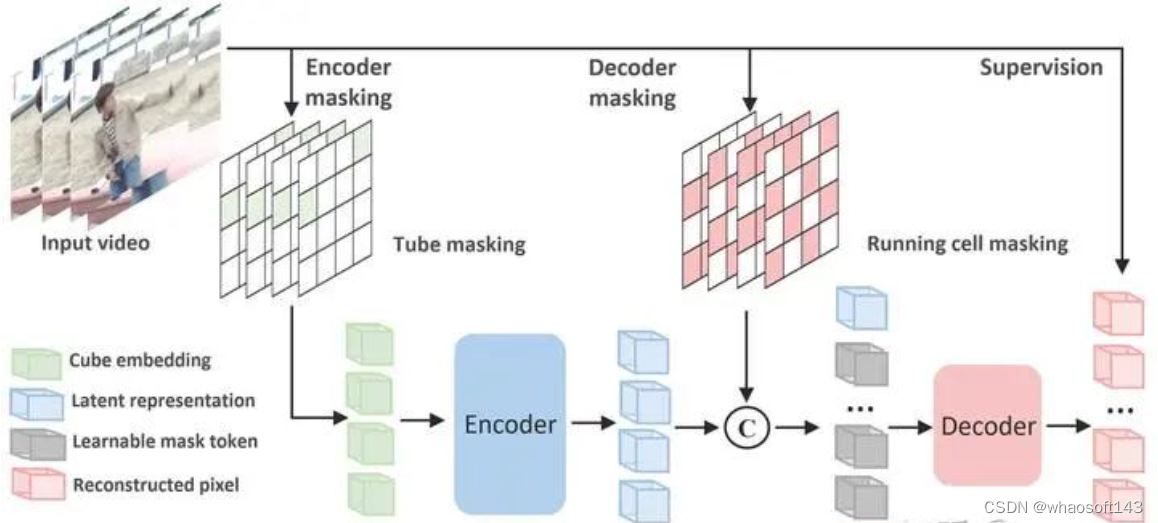 Encoder
masking
Decoder
masking
Supervision
Input video
Tube masking
Running cell masking
Cube embedding
Latent representation
Learnable mask token
Reconstructed pixel
Encoder
C
...
...
Decoder
CSDN @whaosoft143